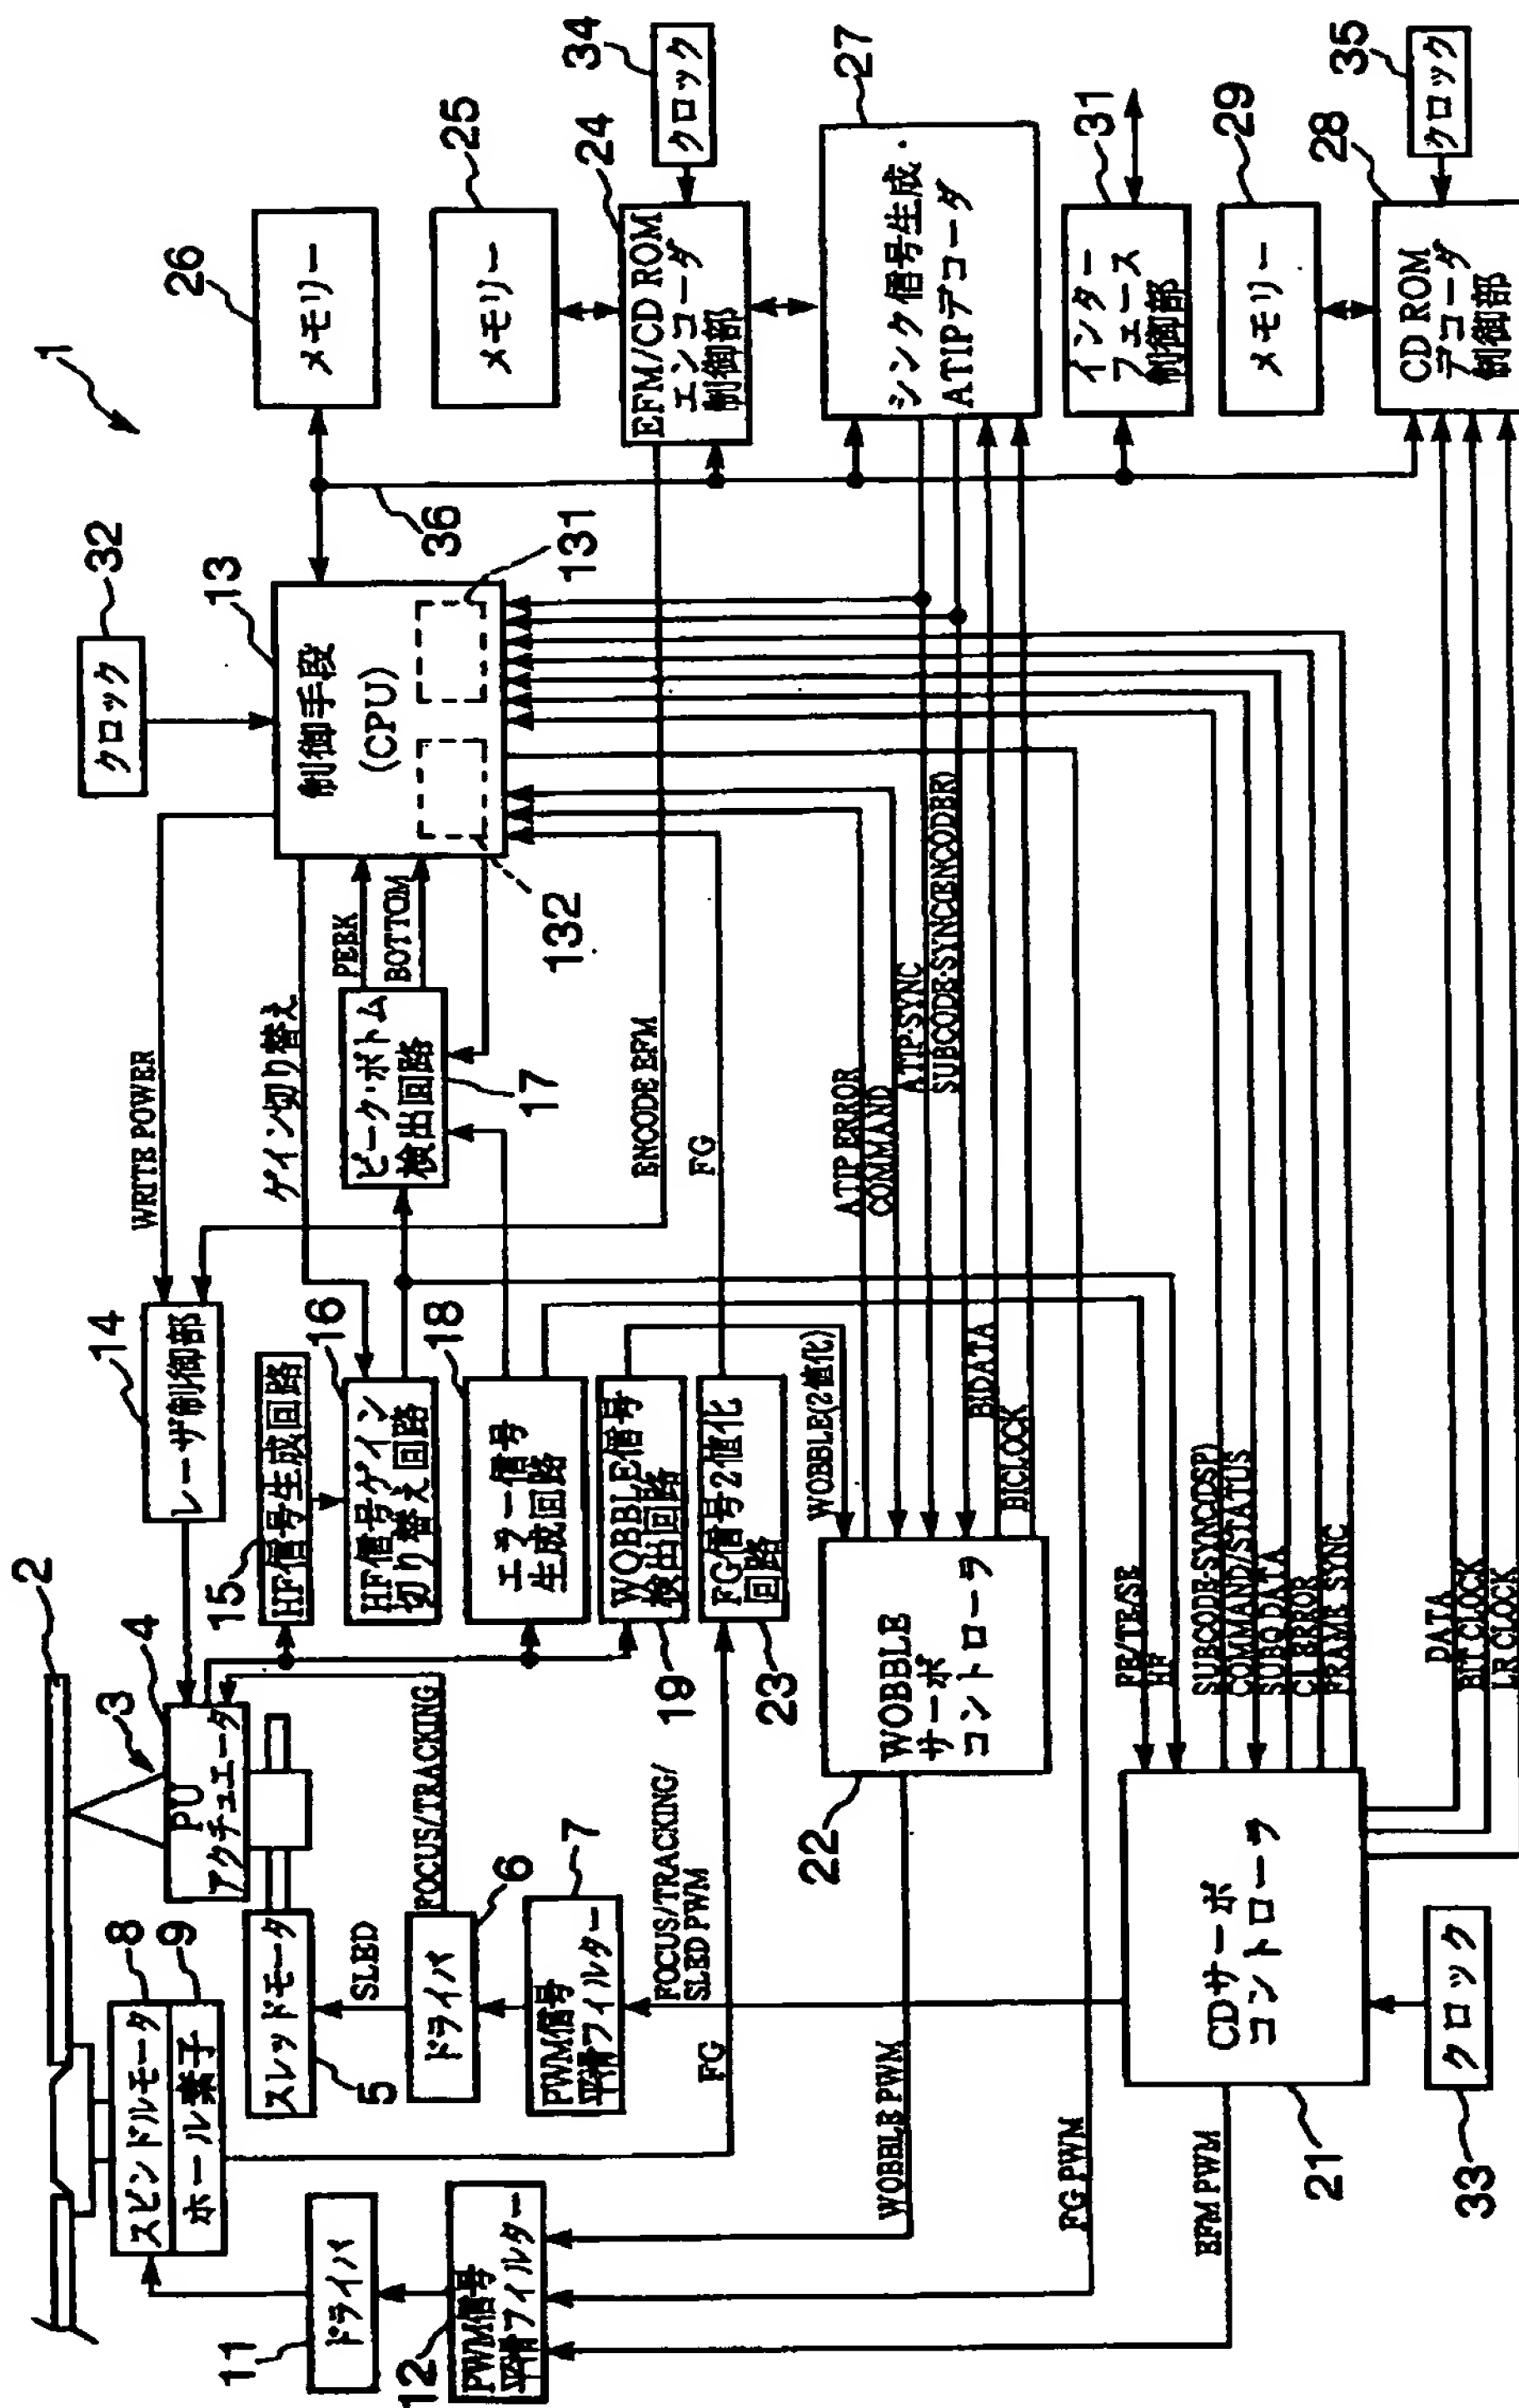 1
2
3
4
PU
アクチュエータ
8
スピンドルモータ
9
ホール素子
11
ドライバ
12
PWM信号
平滑フィルター
5
スレッドモータ
SLED
6
ドライバ
FOCUS/TRACKING
7
PWM信号
平滑フィルター
FOCUS/TRACKING/
SLED PWM
FG
14
レーザ制御部
WRITE POWER
15
HF信号生成回路
16
HF信号ゲイン
切り替え回路
ゲイン切り替え
18
エラー信号
生成回路
19
WOBBLE信号
検出回路
23
FG信号2値化
回路
17
ピーク・ボトム
検出回路
PEEK
BOTTOM
32
クロック
13
制御手段
(CPU)
131
132
36
26
メモリー
25
メモリー
24
EFM/CD ROM
エンコーダ
制御部
34
クロック
27
シンク信号生成・
ATIPデコーダ
31
インター
フェース
制御部
29
メモリー
28
CD ROM
デコーダ
制御部
35
クロック
ENCODE EFM
FG
ATIP ERROR
COMMAND
ATIP-SYNC
SUBCODE-SYNC(ENCODER)
WOBBLE(2値化)
BIDATA
BICLOCK
22
WOBBLE
サーボ
コントローラ
WOBBLE PWM
FG PWM
EFM PWM
FE/TE/SE
HF
SUBCODE-SYNC(DSP)
COMMAND/STATUS
SUBQ DATA
C1 ERROR
FRAME SYNC
DATA
BIT CLOCK
LR CLOCK
21
CDサーボ
コントローラ
33
クロック